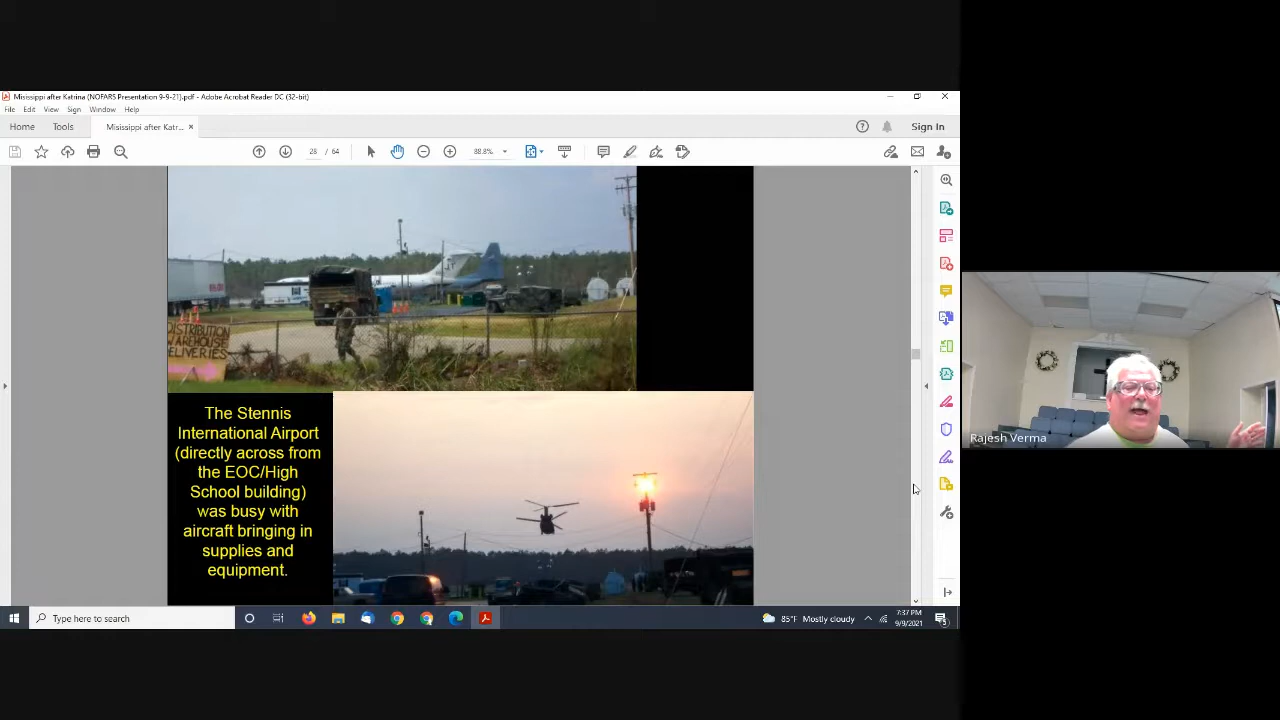 Misissippi after Katrina (NOFARS Presentation 9-9-21).pdf - Adobe Acrobat Reader DC (32-bit)
File Edit View Sign Window Help
Home Tools Misissippi after Katr... × Sign In
28 / 64 88.8%
DISTRIBUTION
WAREHOUSE
DELIVERIES
The Stennis
International Airport
(directly across from
the EOC/High
School building)
was busy with
aircraft bringing in
supplies and
equipment.
Rajesh Verma
Type here to search
85°F Mostly cloudy
7:37 PM
9/9/2021